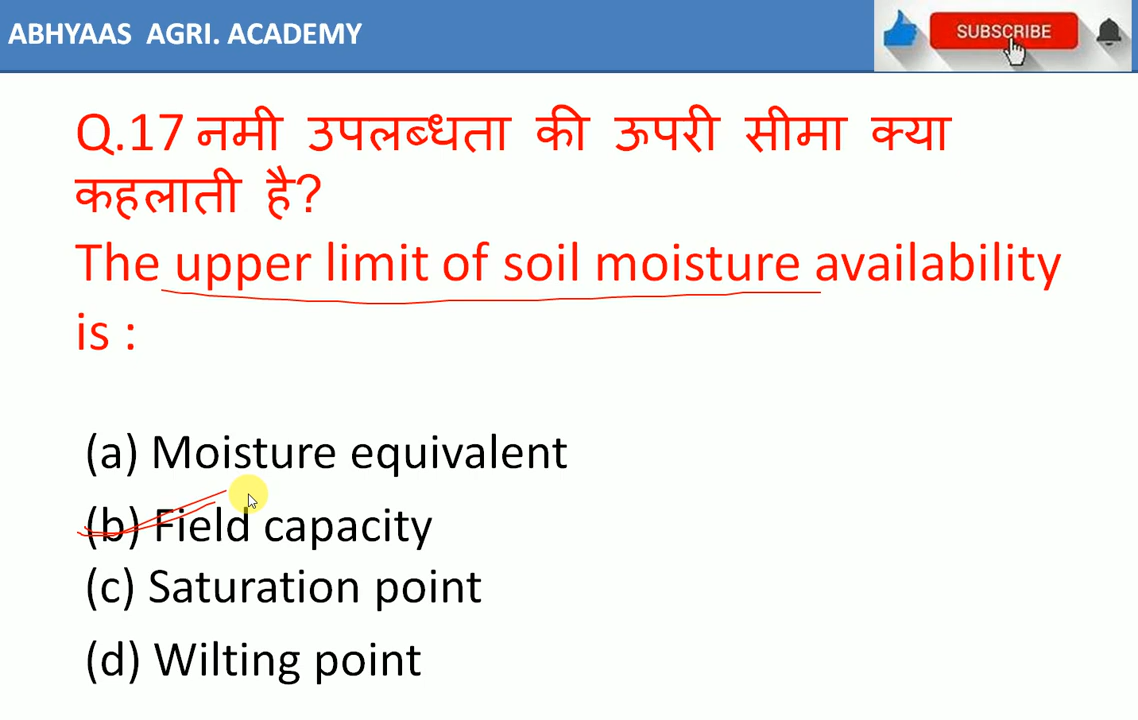 ABHYAAS AGRI. ACADEMY
SUBSCRIBE
Q.17 नमी उपलब्धता की ऊपरी सीमा क्या
कहलाती है?
The upper limit of soil moisture availability
is :
(a) Moisture equivalent
(b) Field capacity
(c) Saturation point
(d) Wilting point